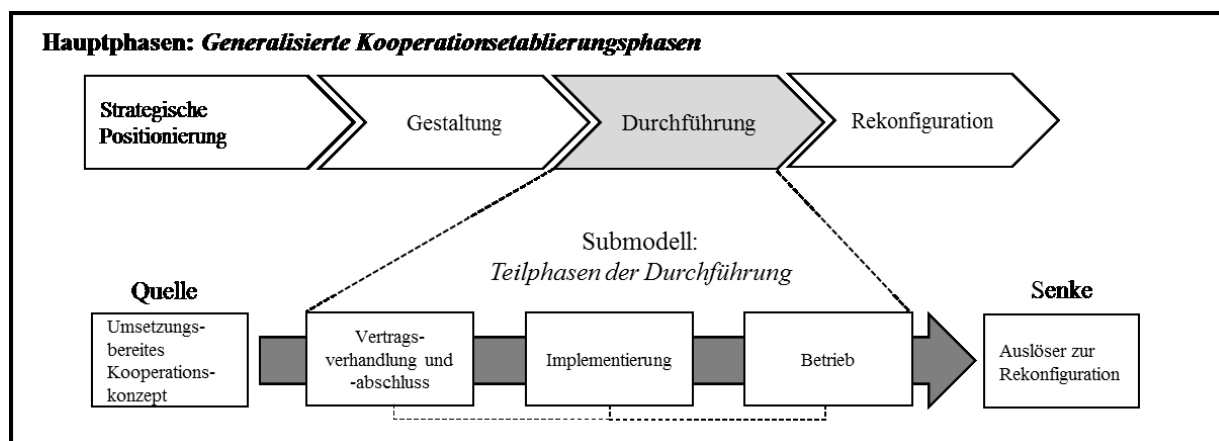 Hauptphasen: Generalisierte Kooperationsetablierungsphasen
Strategische
Positionierung
Gestaltung
Durchführung
Rekonfiguration
Submodell:
Teilphasen der Durchführung
Quelle
Umsetzungs-
bereites
Kooperations-
konzept
Vertrags-
verhandlung und
-abschluss
Implementierung
Betrieb
Senke
Auslöser zur
Rekonfiguration